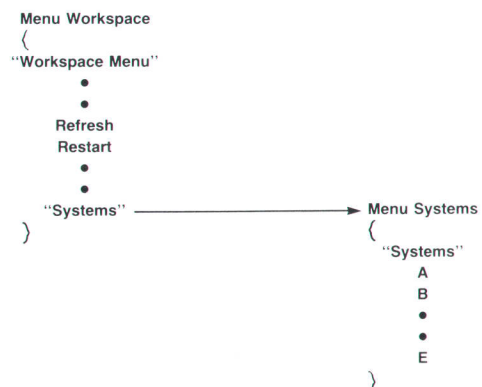 Menu Workspace
{
“Workspace Menu”
•
•
Refresh
Restart
•
•
“Systems”
}
Menu Systems
{
“Systems”
A
B
•
•
E
}